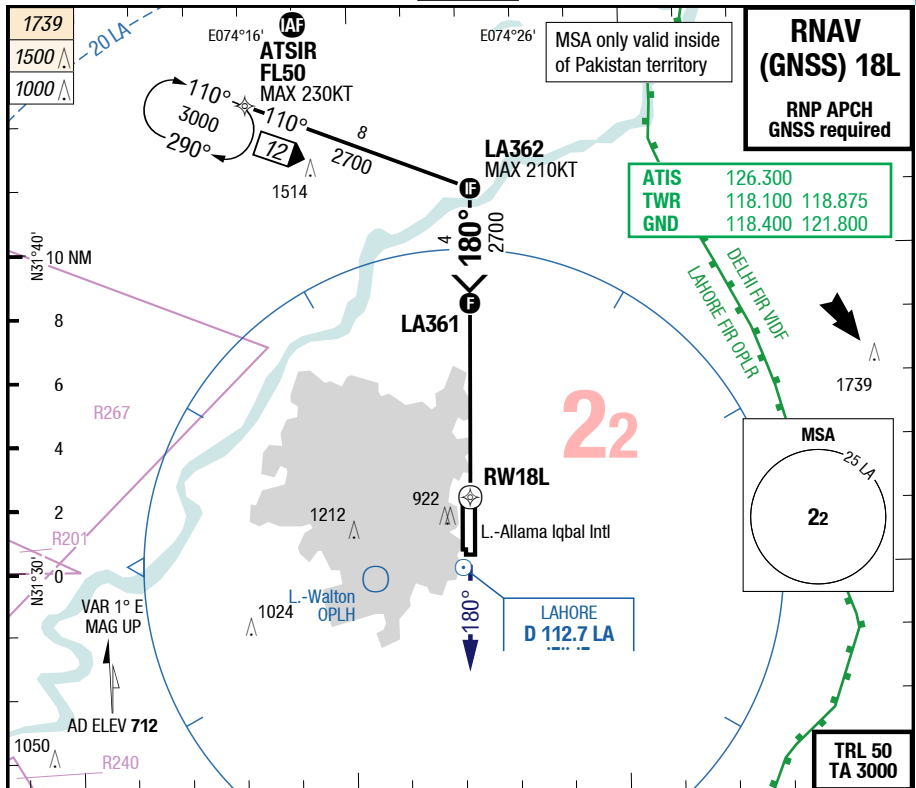 1739
1500
1000
20 LA
E074°16'
IAF
ATSIR
FL50
MAX 230KT
E074°26'
MSA only valid inside
of Pakistan territory
RNAV
(GNSS) 18L
RNP APCH
GNSS required
110°
3000
290°
110°
8
2700
12
1514
LA362
MAX 210KT
IF
ATIS 126.300
TWR 118.100 118.875
GND 118.400 121.800
4
180°
2700
N31°40'
10 NM
F
LA361
DELHI FIR VIDF
LAHORE FIR OPLR
1739
8
6
R267
4
22
MSA
25 LA
22
RW18L
922
2
1212
L.-Allama Iqbal Intl
R201
N31°30'
0
L.-Walton
OPLH
180°
LAHORE
D 112.7 LA
VAR 1° E
MAG UP
1024
AD ELEV 712
1050
R240
TRL 50
TA 3000